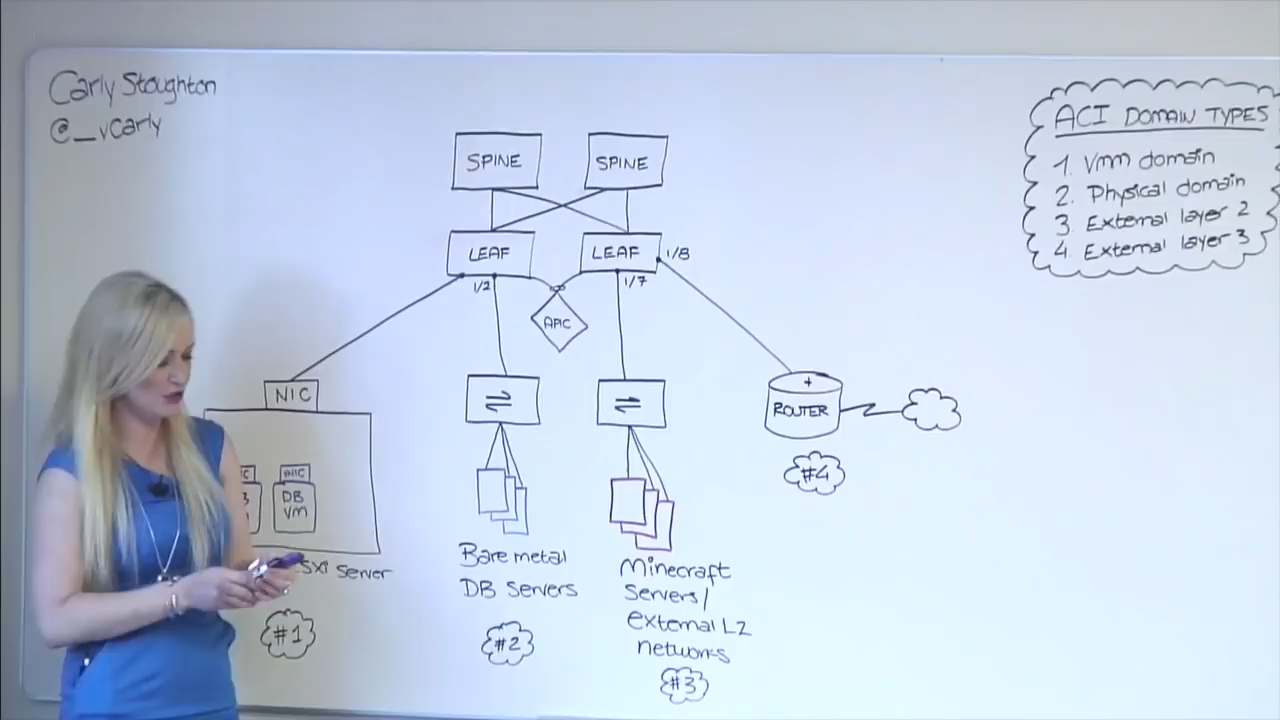 Carly Stoughton
@_vCarly
ACI DOMAIN TYPES
1. Vmm domain
2. Physical domain
3. External layer 2
4. External layer 3
SPINE
SPINE
LEAF
LEAF
1/8
1/2
1/7
APIC
NIC
ROUTER
#4
VNIC
DB
VM
Server
Bare metal
DB Servers
Minecraft
Servers/
external L2
networks
#1
#2
#3